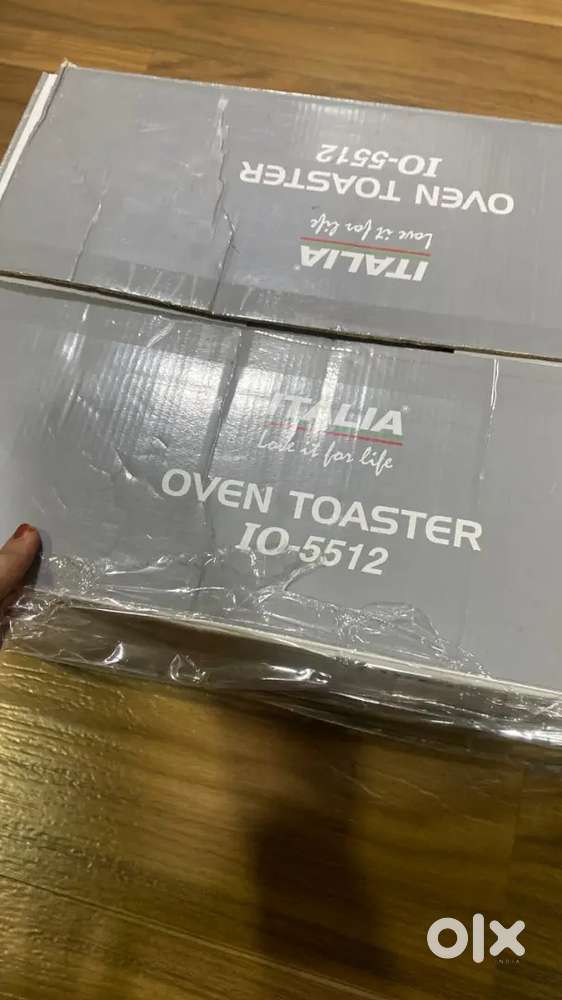 OVEN TOASTER
IO-5512
ITALIA®
Love it for life
ITALIA®
Love it for life
OVEN TOASTER
IO-5512
olx
INDIA